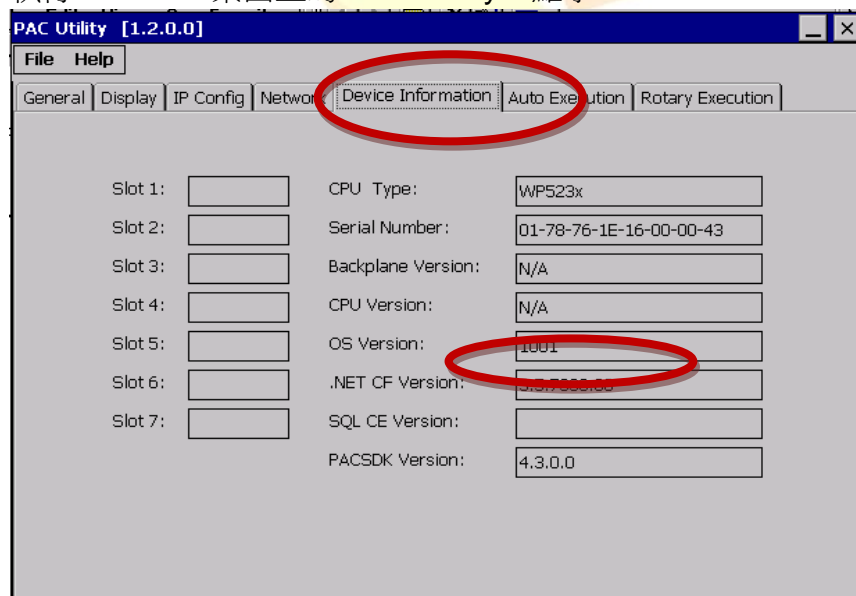 PAC Utility [1.2.0.0]
File Help
General Display IP Config Network Device Information Auto Execution Rotary Execution
Slot 1: CPU Type: WP523x
Slot 2: Serial Number: 01-78-76-1E-16-00-00-43
Slot 3: Backplane Version: N/A
Slot 4: CPU Version: N/A
Slot 5: OS Version: 1001
Slot 6: .NET CF Version:
Slot 7: SQL CE Version:
PACSDK Version: 4.3.0.0